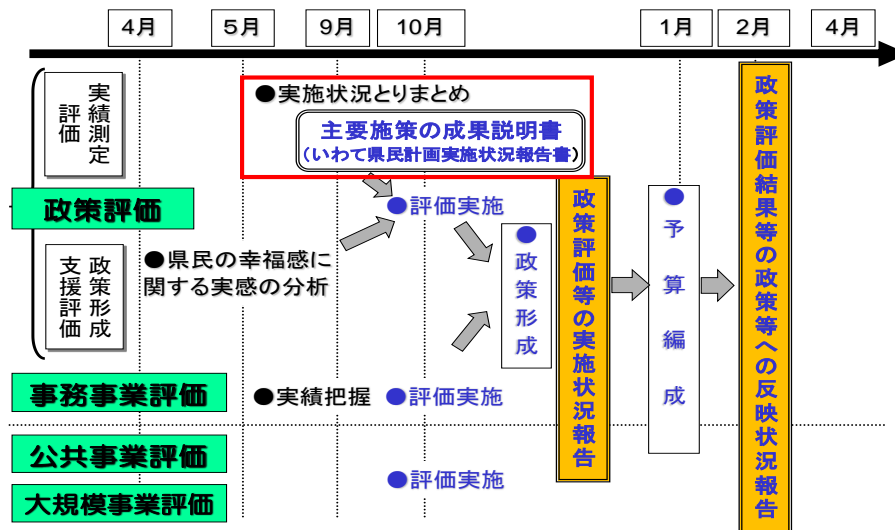 4月
5月
9月
10月
1月
2月
4月
実績測定
評価
●実施状況とりまとめ
主要施策の成果説明書
(いわて県民計画実施状況報告書)
政策評価
●評価実施
政策形成
支援評価
●県民の幸福感に
関する実感の分析
●政策形成
政策評価等の実施状況報告
●予算編成
政策評価結果等の政策等への反映状況報告
事務事業評価
●実績把握
●評価実施
公共事業評価
●評価実施
大規模事業評価